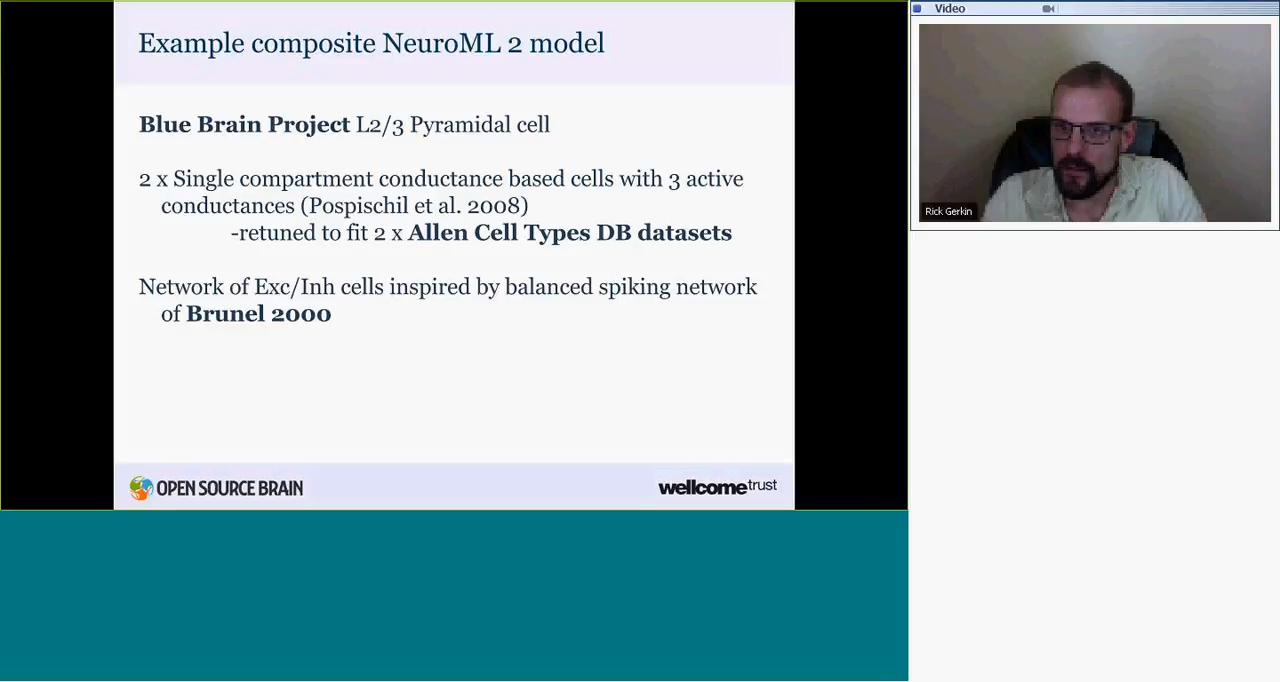 Example composite NeuroML 2 model
Blue Brain Project L2/3 Pyramidal cell
2 x Single compartment conductance based cells with 3 active
conductances (Pospischil et al. 2008)
-retuned to fit 2 x Allen Cell Types DB datasets
Network of Exc/Inh cells inspired by balanced spiking network
of Brunel 2000
OPEN SOURCE BRAIN
wellcometrust
Video
Rick Gerkin